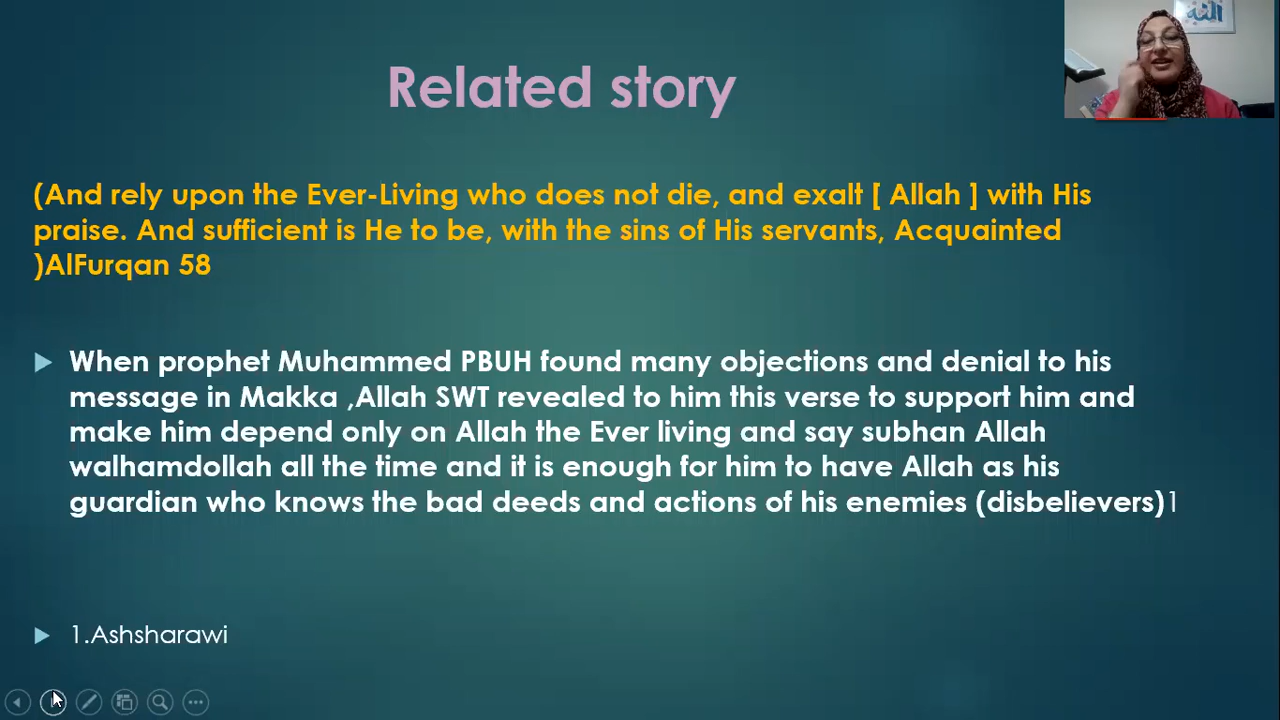 Related story
(And rely upon the Ever-Living who does not die, and exalt [ Allah ] with His
praise. And sufficient is He to be, with the sins of His servants, Acquainted
)AlFurqan 58
When prophet Muhammed PBUH found many objections and denial to his
message in Makka ,Allah SWT revealed to him this verse to support him and
make him depend only on Allah the Ever living and say subhan Allah
walhamdollah all the time and it is enough for him to have Allah as his
guardian who knows the bad deeds and actions of his enemies (disbelievers)1
1.Ashsharawi
الله